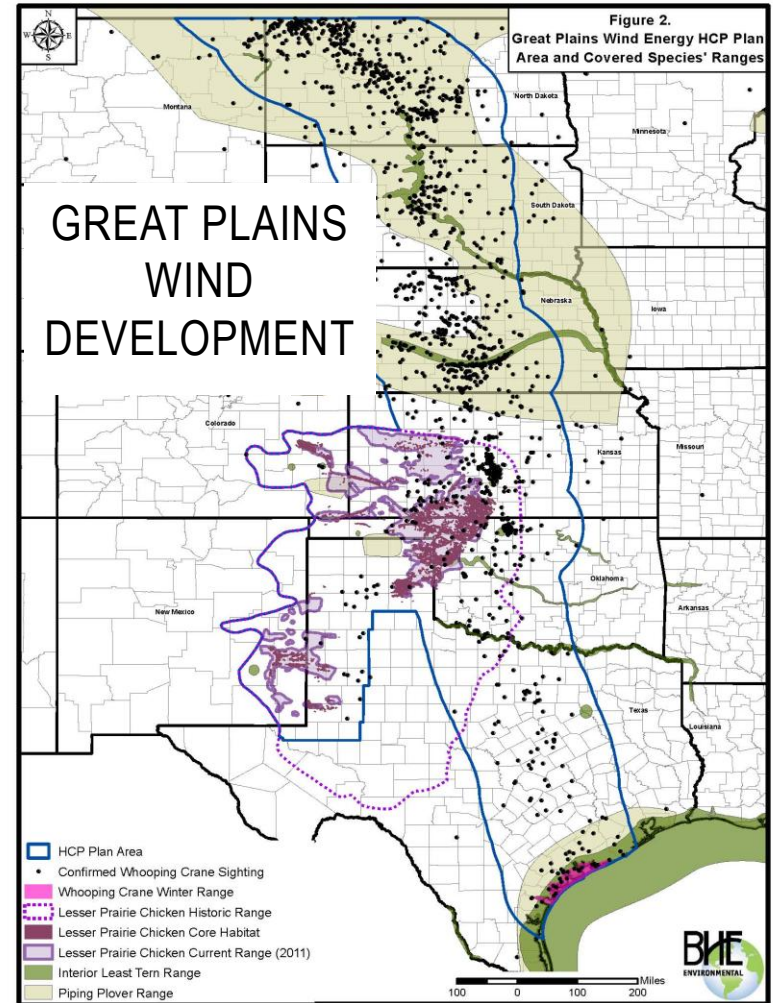 Figure 2.
Great Plains Wind Energy HCP Plan
Area and Covered Species' Ranges
N
W
E
S
Montana
North Dakota
Minnesota
South Dakota
GREAT PLAINS
WIND
DEVELOPMENT
Nebraska
Iowa
Colorado
Kansas
Missouri
Oklahoma
Arkansas
New Mexico
Texas
Louisiana
HCP Plan Area
Confirmed Whooping Crane Sighting
Whooping Crane Winter Range
Lesser Prairie Chicken Historic Range
Lesser Prairie Chicken Core Habitat
Lesser Prairie Chicken Current Range (2011)
Interior Least Tern Range
Piping Plover Range
Miles
100 0 100 200
BHE
ENVIRONMENTAL